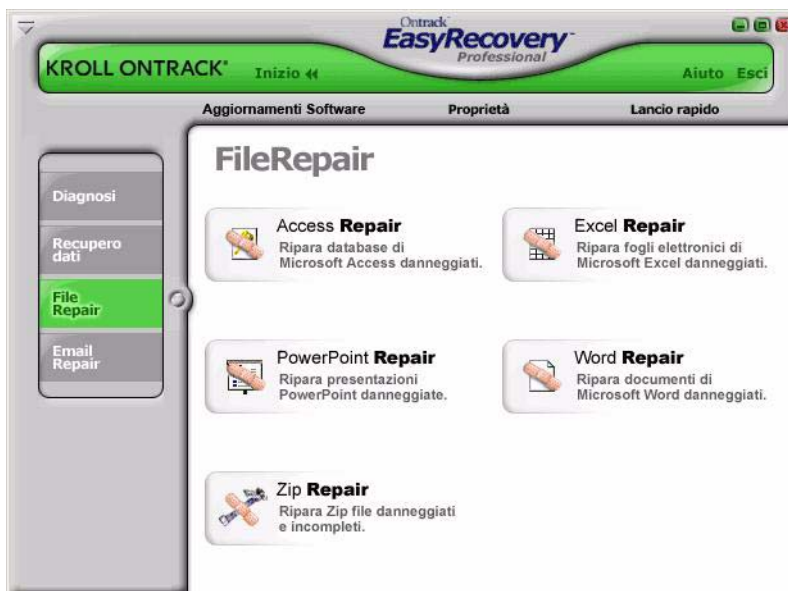 Ontrack
EasyRecovery
Professional
KROLL ONTRACK®
Inizio
Aiuto Esci
Aggiornamenti Software
Proprietà
Lancio rapido
FileRepair
Diagnosi
Recupero
dati
File
Repair
Email
Repair
Access Repair
Ripara database di
Microsoft Access danneggiati.
Excel Repair
Ripara fogli elettronici di
Microsoft Excel danneggiati.
PowerPoint Repair
Ripara presentazioni
PowerPoint danneggiate.
Word Repair
Ripara documenti di
Microsoft Word danneggiati.
Zip Repair
Ripara Zip file danneggiati
e incompleti.